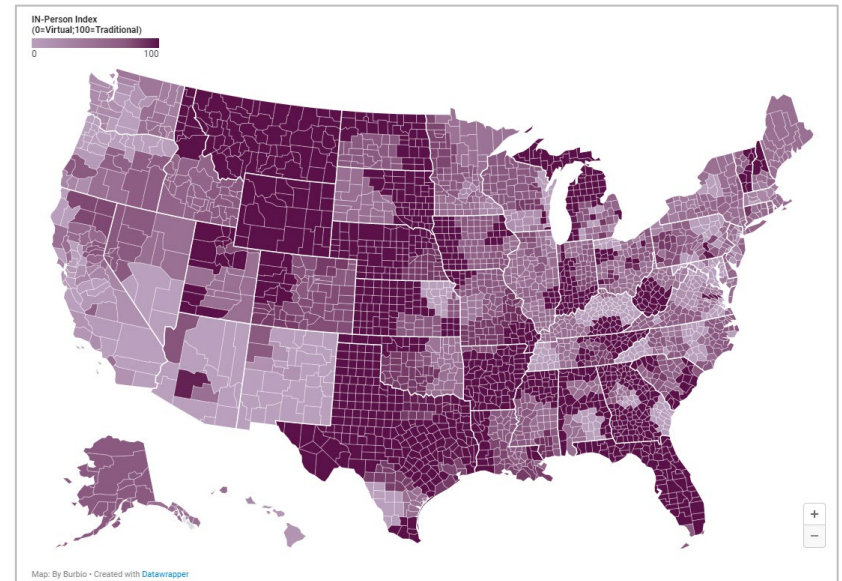 IN-Person Index
(0=Virtual;100=Traditional)
0 100
+
−
Map: By Burbio • Created with Datawrapper